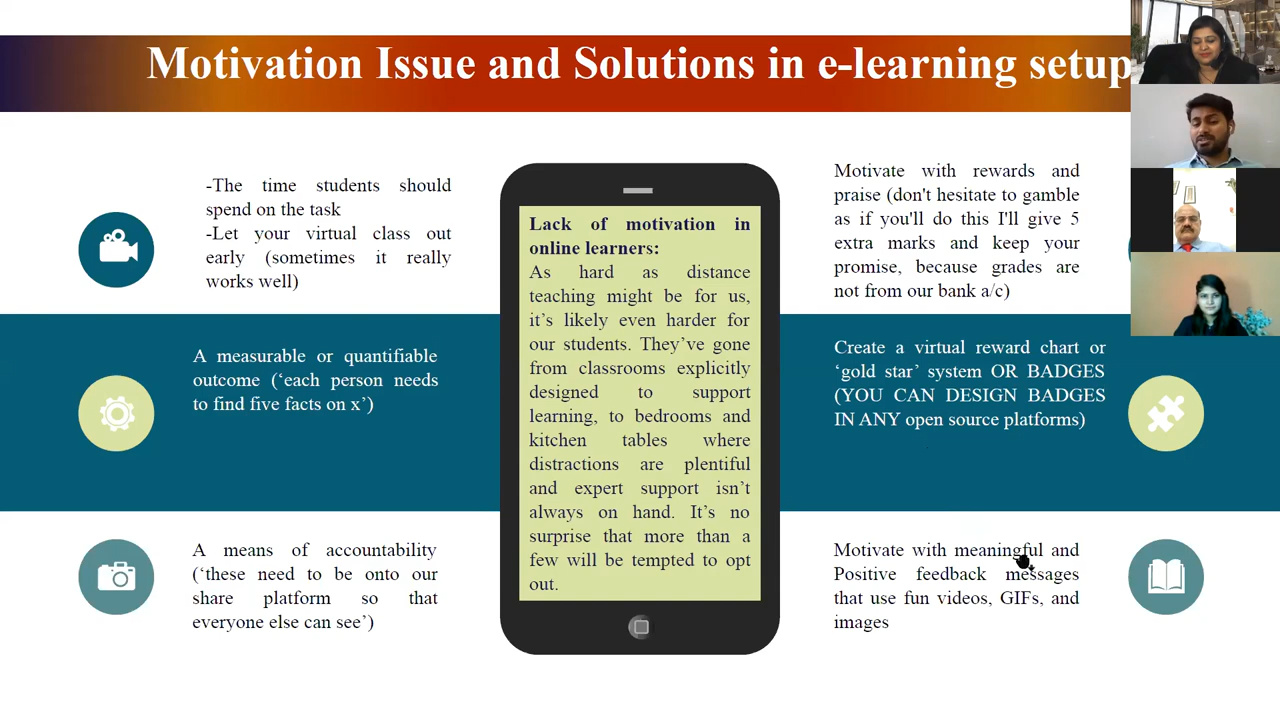 Motivation Issue and Solutions in e-learning setup
-The time students should
spend on the task
-Let your virtual class out
early (sometimes it really
works well)
A measurable or quantifiable
outcome (‘each person needs
to find five facts on x’)
A means of accountability
(‘these need to be onto our
share platform so that
everyone else can see’)
Lack of motivation in
online learners:
As hard as distance
teaching might be for us,
it’s likely even harder for
our students. They’ve gone
from classrooms explicitly
designed to support
learning, to bedrooms and
kitchen tables where
distractions are plentiful
and expert support isn’t
always on hand. It’s no
surprise that more than a
few will be tempted to opt
out.
Motivate with rewards and
praise (don't hesitate to gamble
as if you'll do this I'll give 5
extra marks and keep your
promise, because grades are
not from our bank a/c)
Create a virtual reward chart or
‘gold star’ system OR BADGES
(YOU CAN DESIGN BADGES
IN ANY open source platforms)
Motivate with meaningful and
Positive feedback messages
that use fun videos, GIFs, and
images